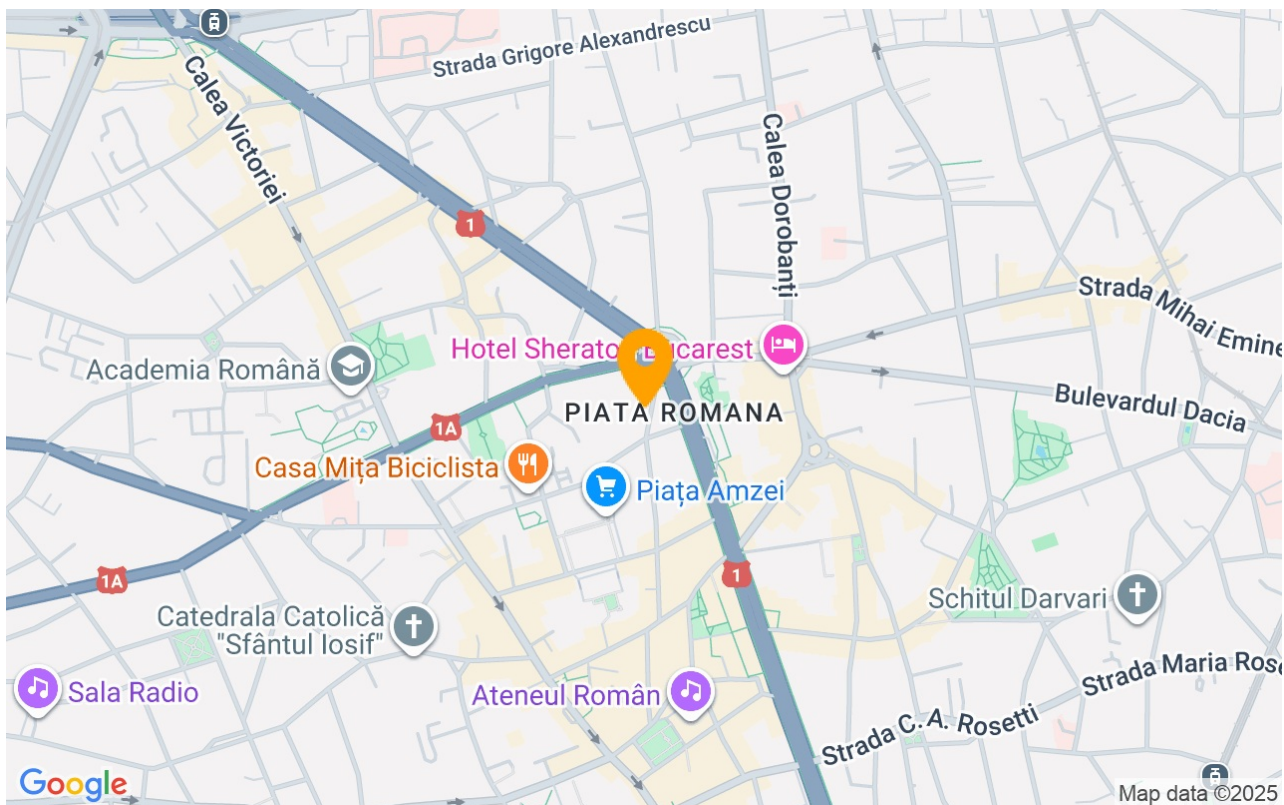 Strada Grigore Alexandrescu
Calea Victoriei
Calea Dorobanți
1
Strada Mihai Emine
Hotel Sherato
Bucarest
Academia Română
Bulevardul Dacia
PIATA ROMANA
1A
Casa Mița Biciclista
Piața Amzei
1A
1
Schitul Darvari
Catedrala Catolică
"Sfântul Iosif"
Strada Maria Rose
Sala Radio
Ateneul Român
Strada C. A. Rosetti
Google
Map data ©2025